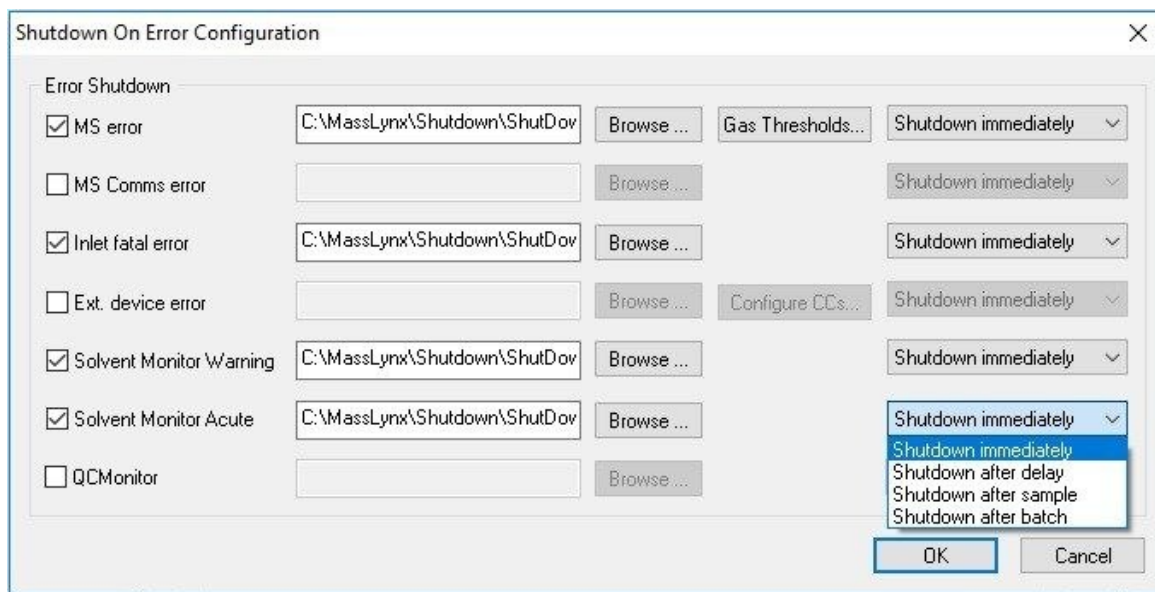 Shutdown On Error Configuration
Error Shutdown
MS error C:\MassLynx\Shutdown\ShutDov Browse ... Gas Thresholds... Shutdown immediately
MS Comms error Browse ... Shutdown immediately
Inlet fatal error C:\MassLynx\Shutdown\ShutDov Browse ... Shutdown immediately
Ext. device error Browse ... Configure CCs... Shutdown immediately
Solvent Monitor Warning C:\MassLynx\Shutdown\ShutDov Browse ... Shutdown immediately
Solvent Monitor Acute C:\MassLynx\Shutdown\ShutDov Browse ... Shutdown immediately
Shutdown immediately
Shutdown after delay
QCMonitor Browse ... Shutdown after sample
Shutdown after batch
OK Cancel